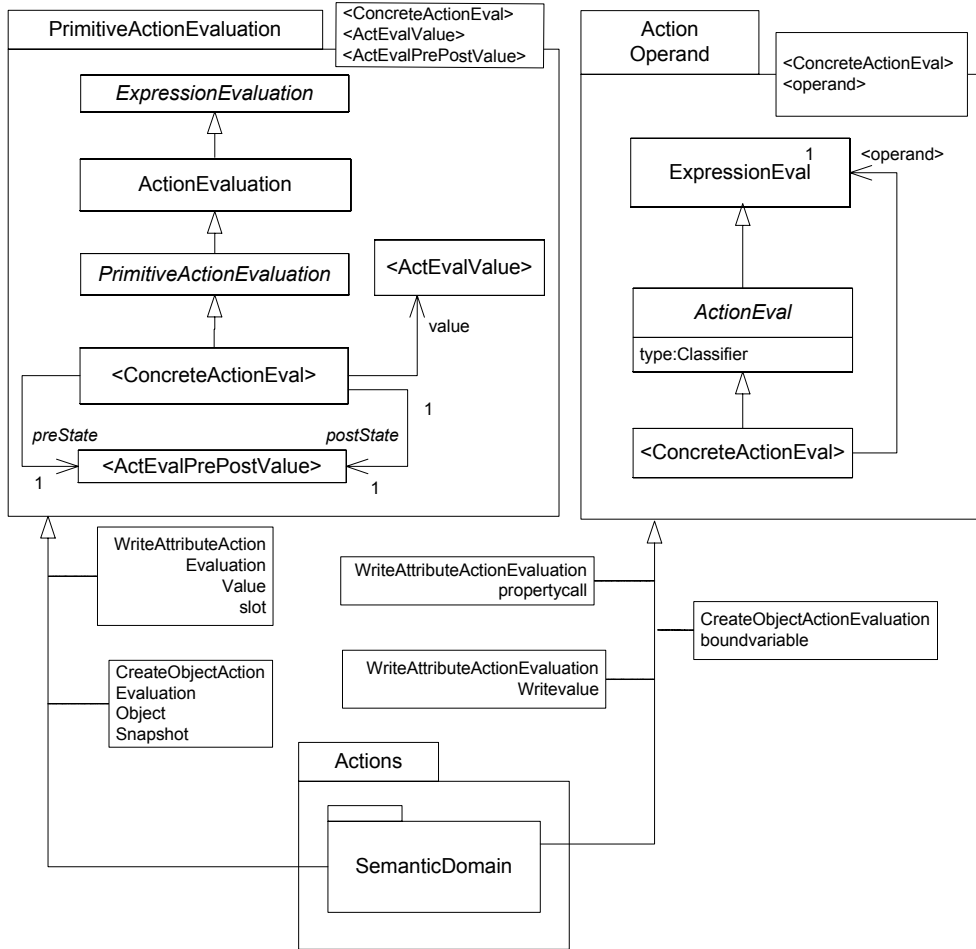 PrimitiveActionEvaluation
<ConcreteActionEval>
<ActEvalValue>
<ActEvalPrePostValue>
ExpressionEvaluation
ActionEvaluation
PrimitiveActionEvaluation
<ActEvalValue>
value
<ConcreteActionEval>
1
preState
postState
<ActEvalPrePostValue>
1
1
Action
Operand
<ConcreteActionEval>
<operand>
1
<operand>
ExpressionEval
ActionEval
type:Classifier
<ConcreteActionEval>
WriteAttributeAction
Evaluation
Value
slot
CreateObjectAction
Evaluation
Object
Snapshot
WriteAttributeActionEvaluation
propertycall
WriteAttributeActionEvaluation
Writevalue
CreateObjectActionEvaluation
boundvariable
Actions
SemanticDomain